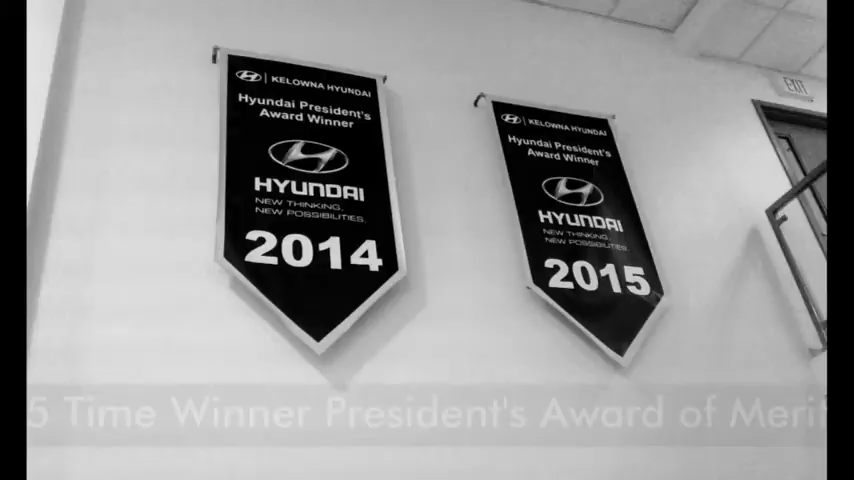 KELOWNA HYUNDAI
Hyundai President's
Award Winner
HYUNDAI
NEW THINKING.
NEW POSSIBILITIES.
2014
KELOWNA HYUNDAI
Hyundai President's
Award Winner
HYUNDAI
NEW THINKING.
NEW POSSIBILITIES.
2015
EXIT
5 Time Winner President's Award of Merit